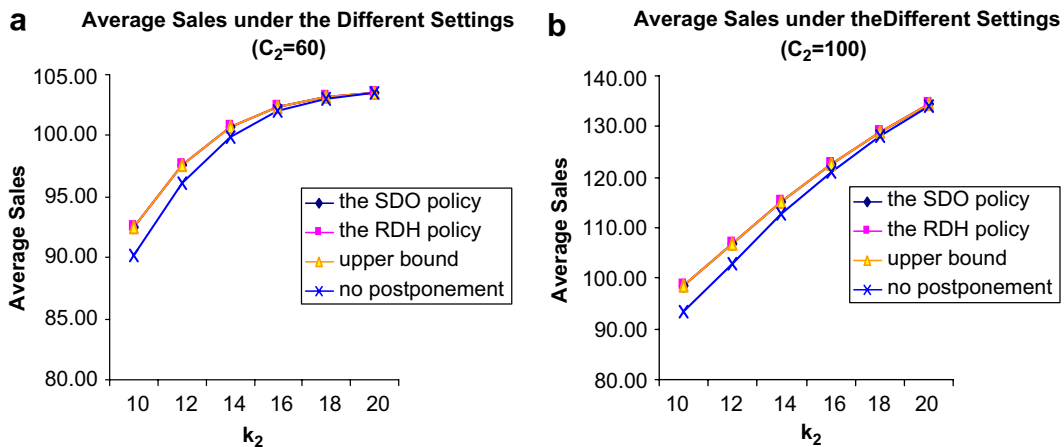 a
Average Sales under the Different Settings
(C₂=60)
105.00
100.00
95.00
90.00
85.00
80.00
Average Sales
10 12 14 16 18 20
k₂
the SDO policy
the RDH policy
upper bound
no postponement
b
Average Sales under theDifferent Settings
(C₂=100)
140.00
130.00
120.00
110.00
100.00
90.00
80.00
Average Sales
10 12 14 16 18 20
k₂
the SDO policy
the RDH policy
upper bound
no postponement